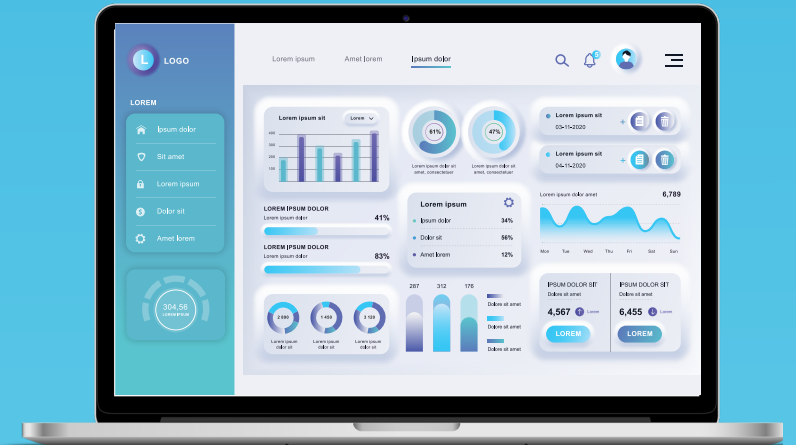 L
LOGO
Lorem ipsum
Amet lorem
Ipsum dolor
5
LOREM
Ipsum dolor
Sit amet
Lorem ipsum
Dolor sit
Amet lorem
304,56
LOREM IPSUM
Lorem ipsum sit
Lorem
400
300
200
100
61%
47%
Lorem ipsum dolor sit
amet, consectetuer
Lorem ipsum dolor sit
amet, consectetuer
Lorem ipsum sit
03-11-2020
+
Lorem ipsum sit
04-11-2020
+
LOREM IPSUM DOLOR
Lorem ipsum dolor
41%
LOREM IPSUM DOLOR
Lorem ipsum dolor
83%
Lorem ipsum
Ipsum dolor 34%
Dolor sit 56%
Amet lorem 12%
Lorem ipsum dolor amet
6,789
Mon Tue Wed Thu Fri Sat Sun
1 450
3 120
Lorem ipsum
dolor sit
Lorem ipsum
dolor sit
Lorem ipsum
dolor sit
287 312 176
Dolore sit amet
Dolore sit amet
Dolore sit amet
IPSUM DOLOR SIT
Dolore sit amet
4,567
Lorem
LOREM
IPSUM DOLOR SIT
Dolore sit amet
6,455
Lorem
LOREM